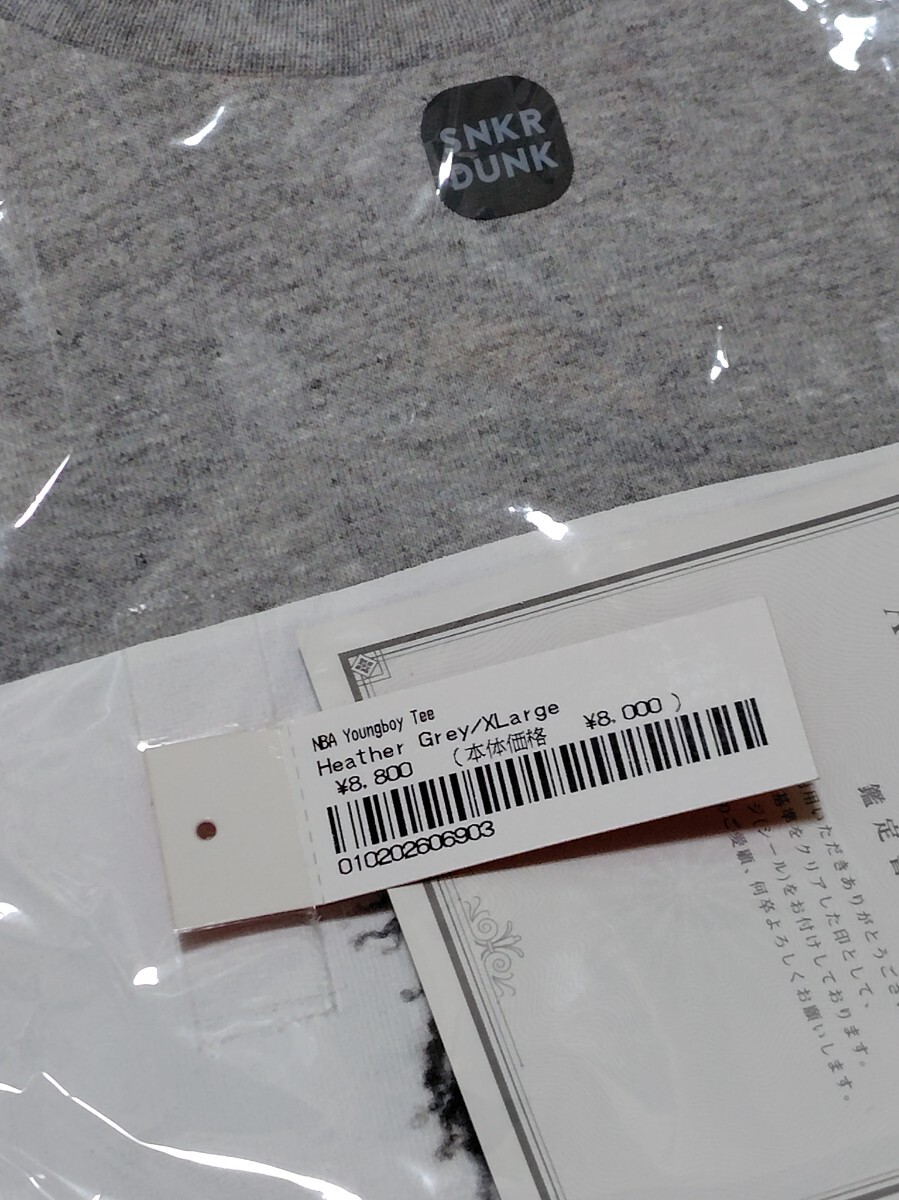 SNKR
DUNK
NBA Youngboy Tee
Heather Grey/XLarge
¥8,800 (本体価格 ¥8,000)
010202606903
鑑定
用いただきありがとうござ
基準をクリアした印として、
ジ(シール)をお付けしております。
ご愛顧、何卒よろしくお願いします。